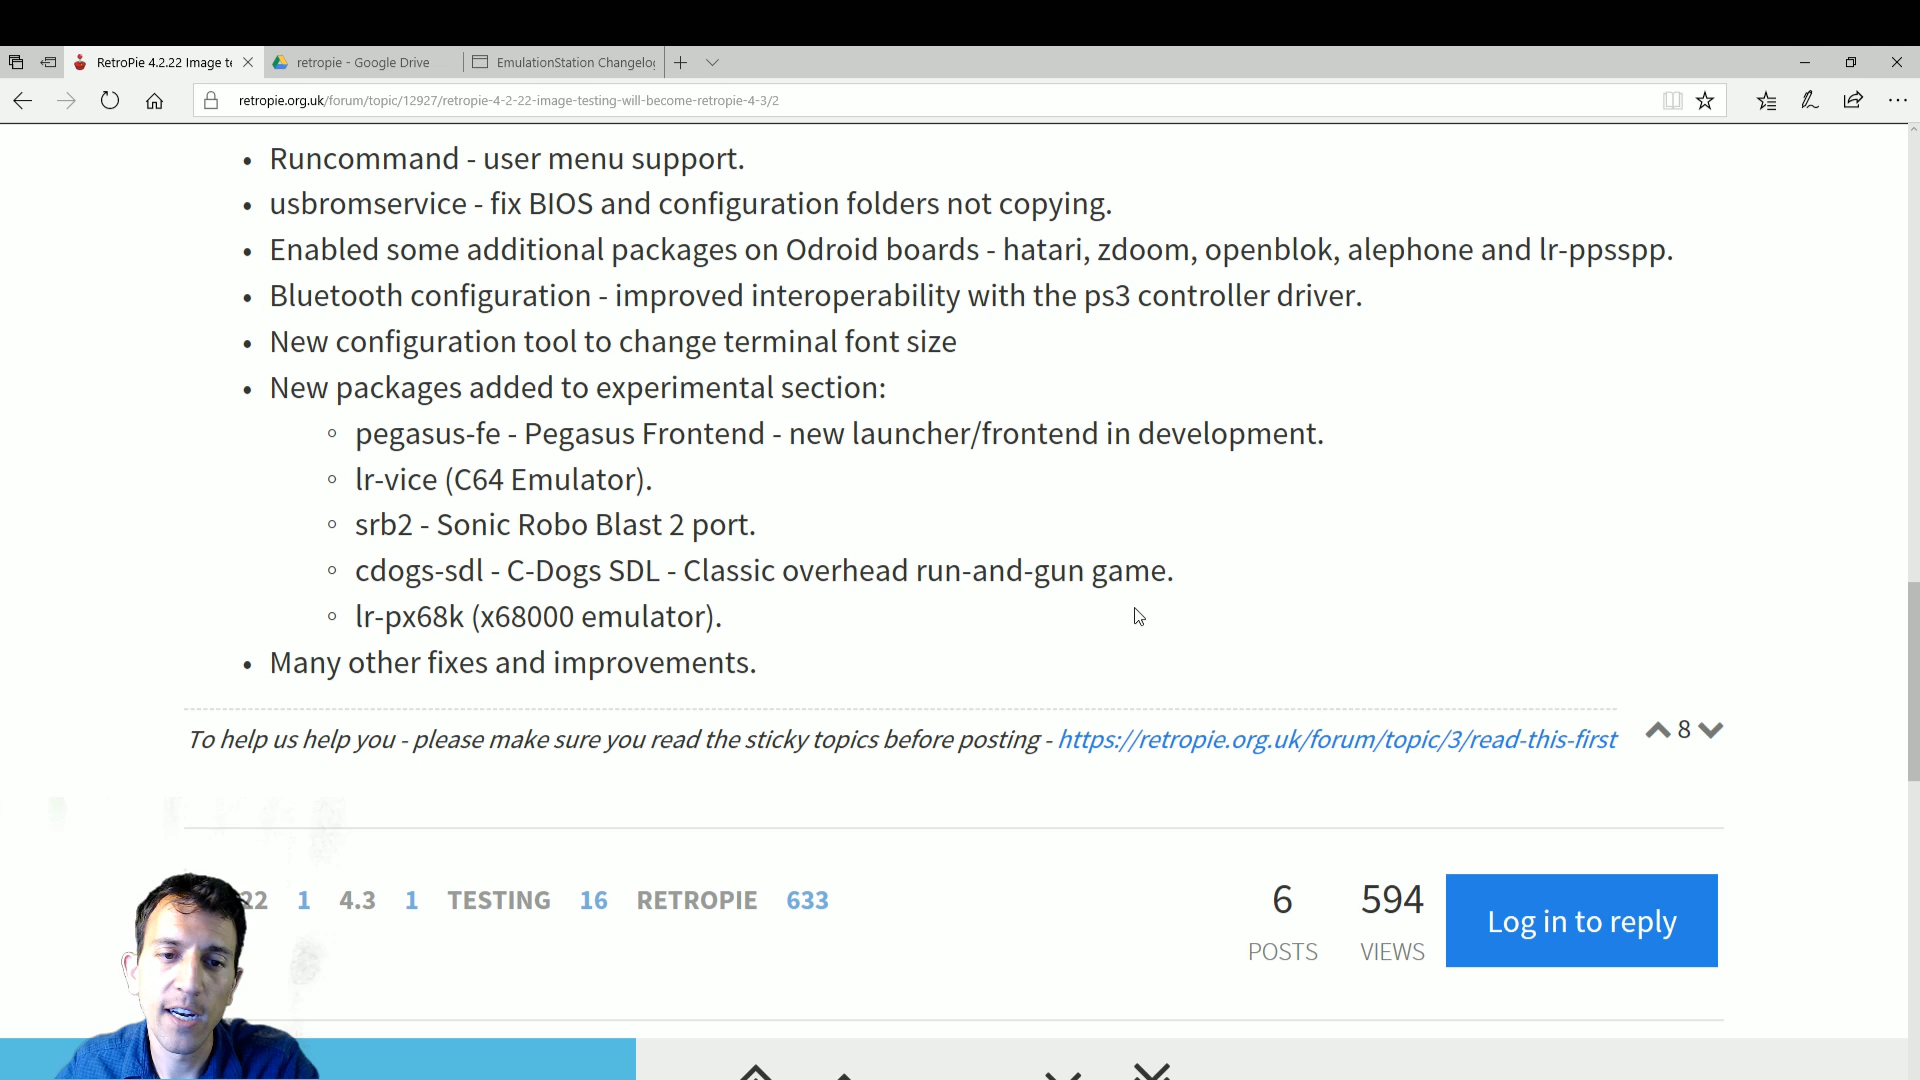 RetroPie 4.2.22 Image te
retropie - Google Drive
EmulationStation Changelog
retropie.org.uk/forum/topic/12927/retropie-4-2-22-image-testing-will-become-retropie-4-3/2
• Runcommand - user menu support.
• usbromservice - fix BIOS and configuration folders not copying.
• Enabled some additional packages on Odroid boards - hatari, zdoom, openblok, alephone and lr-ppsspp.
• Bluetooth configuration - improved interoperability with the ps3 controller driver.
• New configuration tool to change terminal font size
• New packages added to experimental section:
◦ pegasus-fe - Pegasus Frontend - new launcher/frontend in development.
◦ lr-vice (C64 Emulator).
◦ srb2 - Sonic Robo Blast 2 port.
◦ cdogs-sdl - C-Dogs SDL - Classic overhead run-and-gun game.
◦ lr-px68k (x68000 emulator).
• Many other fixes and improvements.
To help us help you - please make sure you read the sticky topics before posting - https://retropie.org.uk/forum/topic/3/read-this-first
8
22 1 4.3 1 TESTING 16 RETROPIE 633
6 594
POSTS VIEWS
Log in to reply